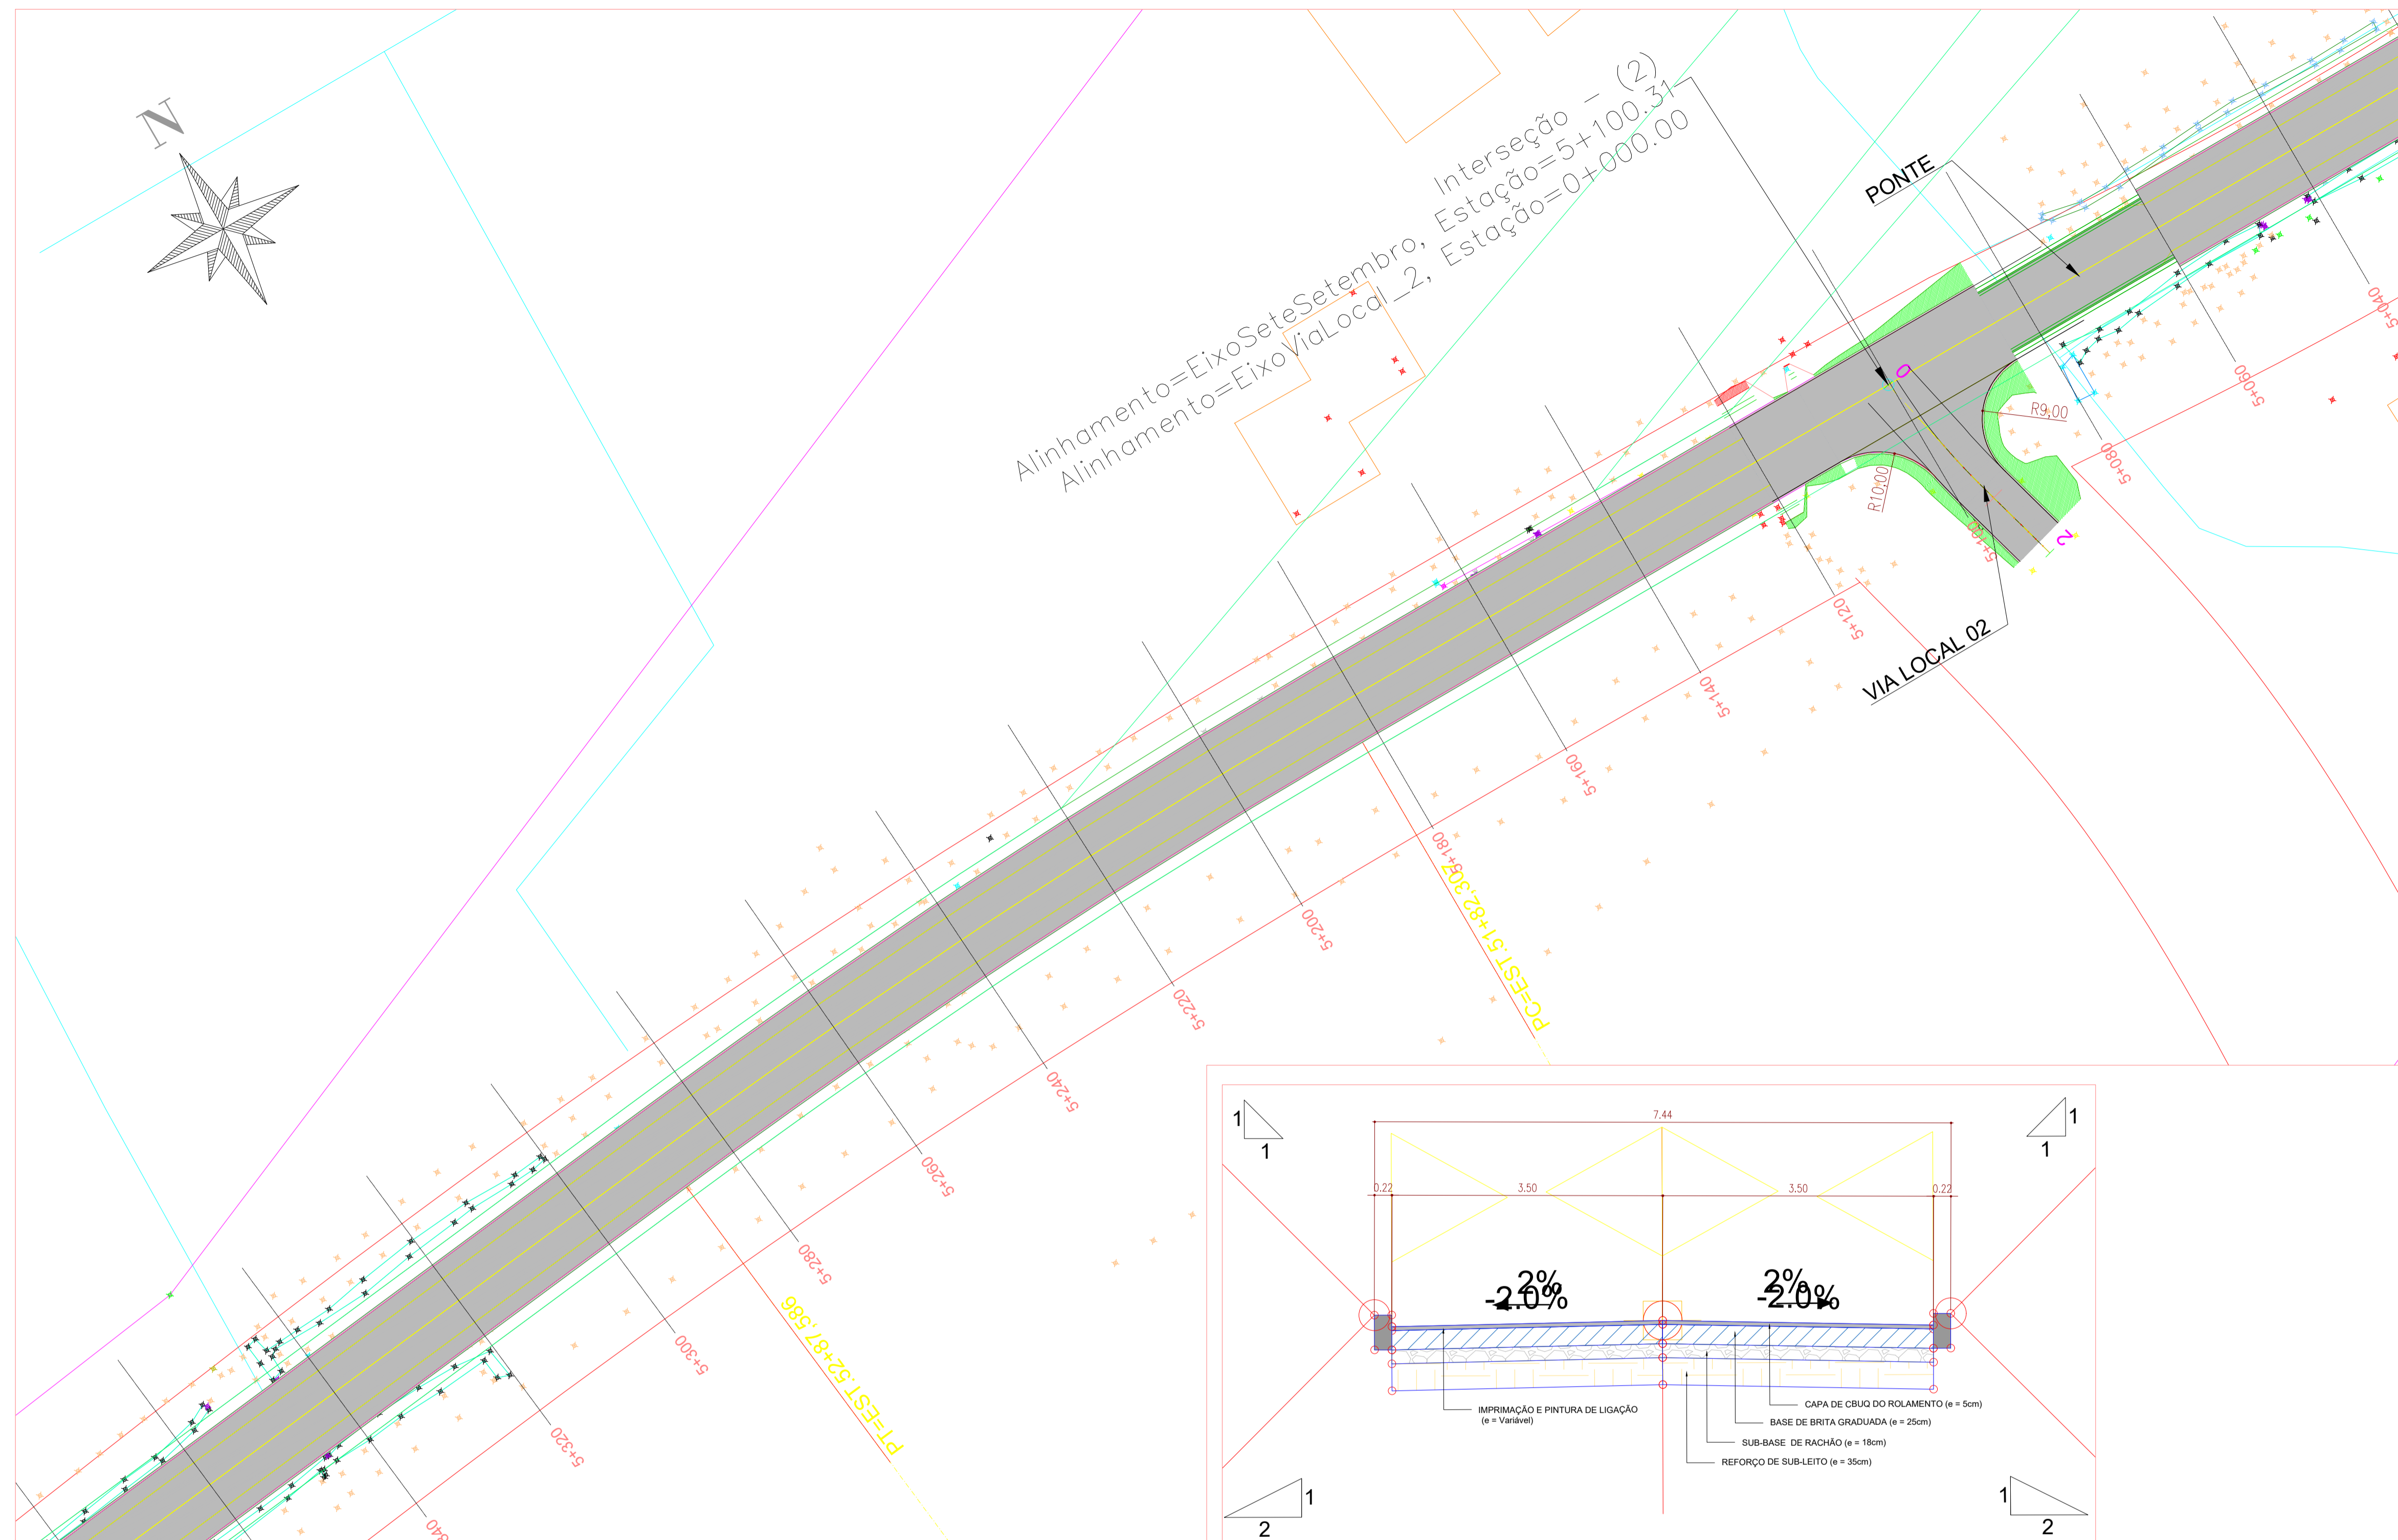 N
Interseção - (2)
Alinhamento=EixoSeteSetembro, Estação=5+100.31
Alinhamento=EixoViaLocal_2, Estação=0+000.00
PONTE
0
R9,00
R10,00
2
VIA LOCAL 02
5+040
5+060
5+080
5+100
5+120
5+140
5+160
5+180
PC=EST.51+82,307
5+200
5+220
5+240
5+260
5+280
PT=EST.52+87,586
5+300
5+320
1
1
7.44
1
1
0.22
3.50
3.50
0.22
2%
-2.0%
2%
-2.0%
IMPRIMAÇÃO E PINTURA DE LIGAÇÃO
(e = Variável)
CAPA DE CBUQ DO ROLAMENTO (e = 5cm)
BASE DE BRITA GRADUADA (e = 25cm)
SUB-BASE DE RACHÃO (e = 18cm)
REFORÇO DE SUB-LEITO (e = 35cm)
1
2
1
2